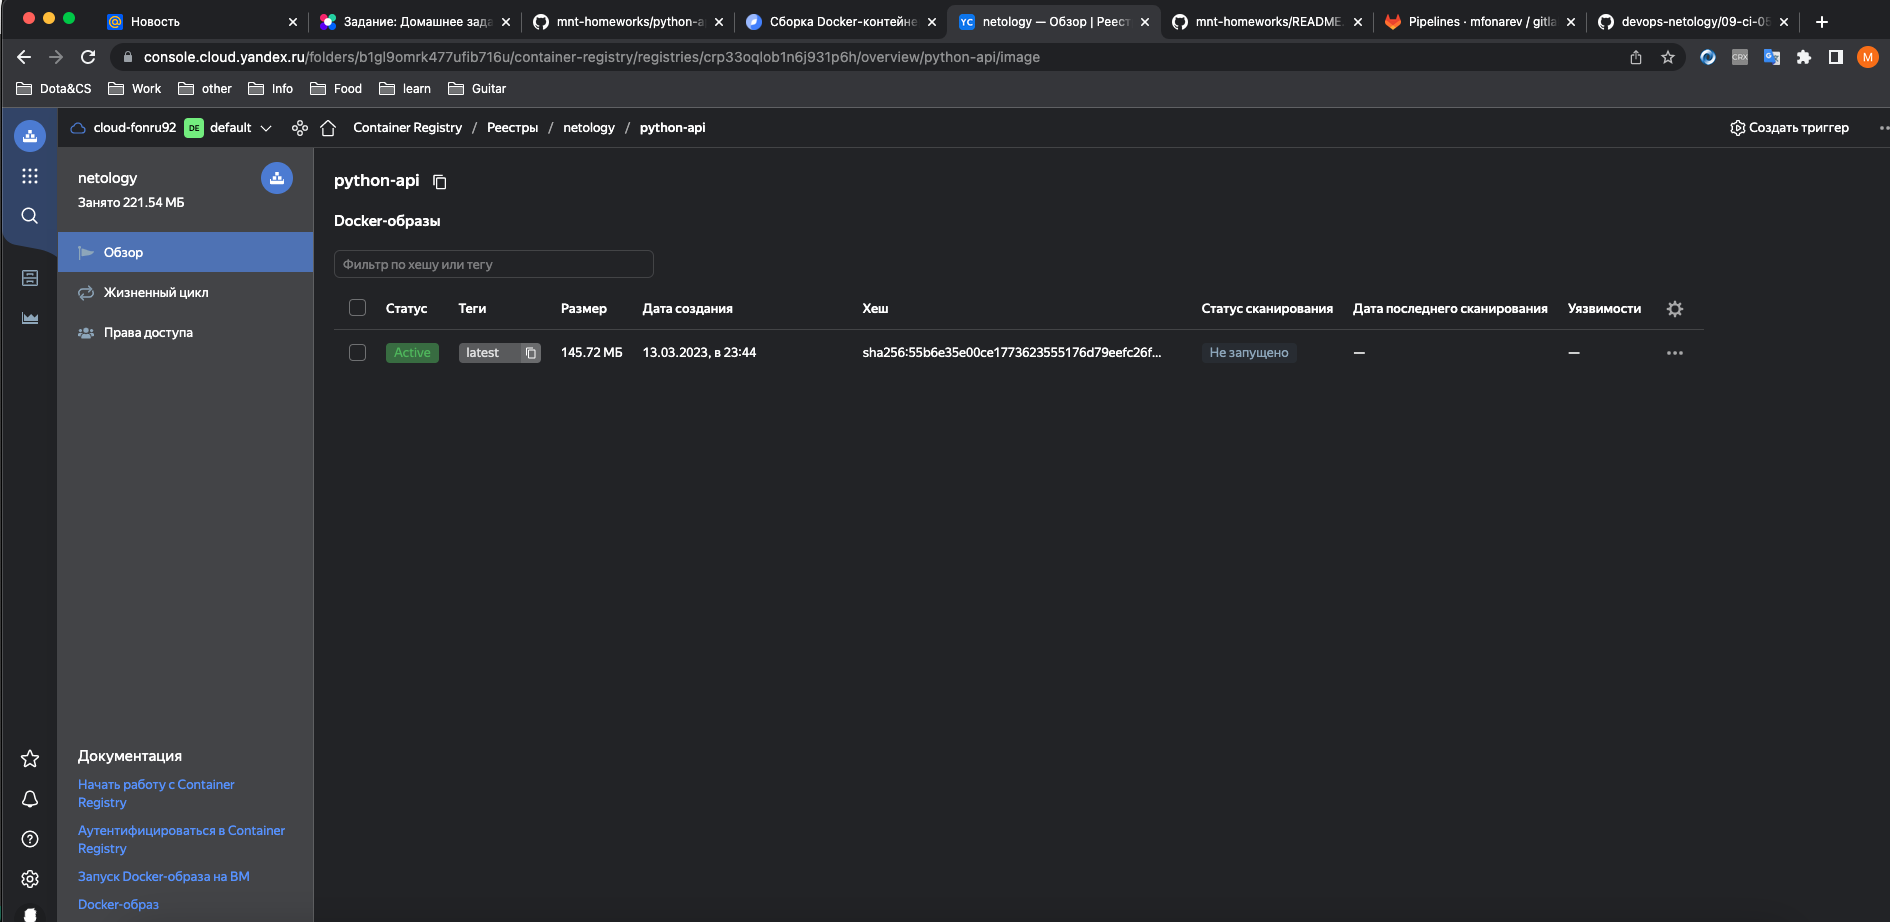 Новость
Задание: Домашнее зада
mnt-homeworks/python-a
Сборка Docker-контейне
YC
netology — Обзор | Реест
mnt-homeworks/README.
Pipelines · mfonarev / gitla
devops-netology/09-ci-05
console.cloud.yandex.ru/folders/b1gl9omrk477ufib716u/container-registry/registries/crp33oqlob1n6j931p6h/overview/python-api/image
CRX
M
Dota&CS
Work
other
Info
Food
learn
Guitar
cloud-fonru92
DE
default
Container Registry / Реестры / netology / python-api
Создать триггер
netology
Занято 221.54 МБ
Обзор
Жизненный цикл
Права доступа
python-api
Docker-образы
Фильтр по хешу или тегу
Статус Теги Размер Дата создания Хеш Статус сканирования Дата последнего сканирования Уязвимости
Active latest 145.72 МБ 13.03.2023, в 23:44 sha256:55b6e35e00ce1773623555176d79eefc26f... Не запущено — —
Документация
Начать работу с Container
Registry
Аутентифицироваться в Container
Registry
Запуск Docker-образа на ВМ
Docker-образ